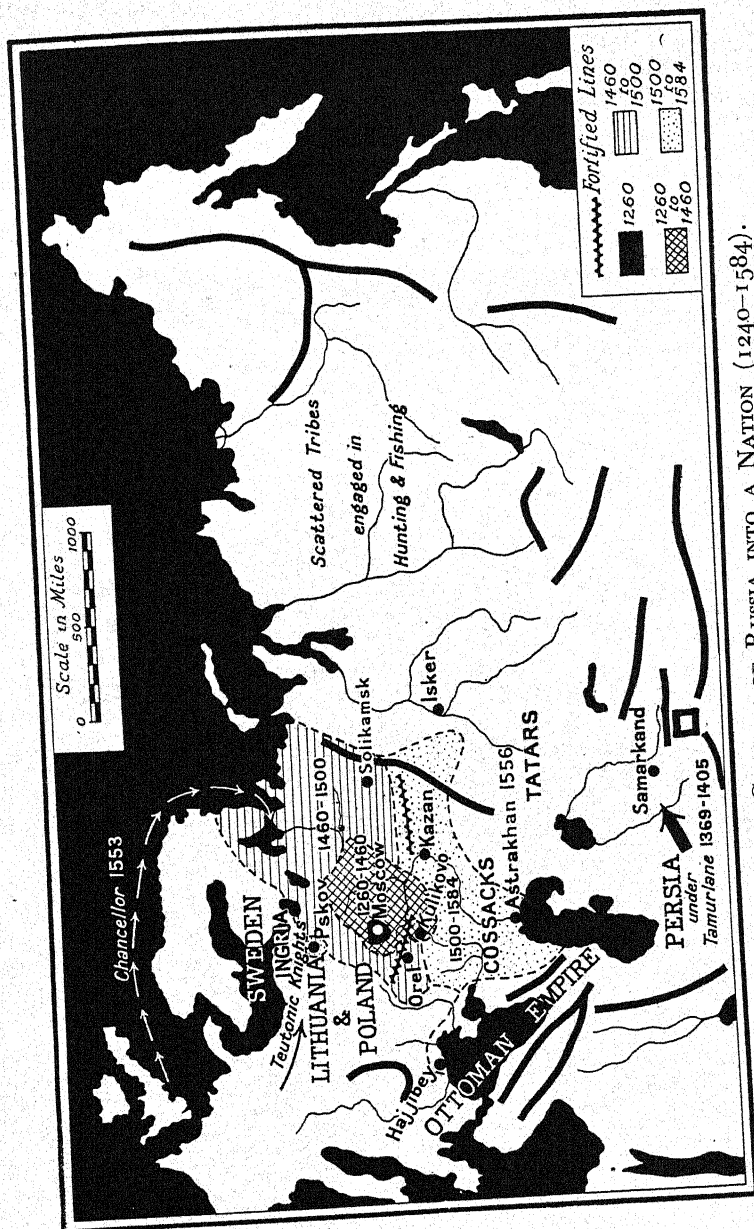 Scale in Miles
0 500 1000
Chancellor 1553
SWEDEN
INGRIA
Teutonic Knights
Pskov
1460-1500
LITHUANIA
&
POLAND
1260-1460
Moscow
Solikamsk
Orel
Kulikovo
Kazan
1500-1584
COSSACKS
Astrakhan 1556
TATARS
Isker
Hajjibey
OTTOMAN EMPIRE
Scattered Tribes
engaged in
Hunting & Fishing
Samarkand
PERSIA
under
Tamurlane 1369-1405
Fortified Lines
1260
1460
to
1500
1260
to
1460
1500
to
1584
OF RUSSIA INTO A NATION (1240–1584).